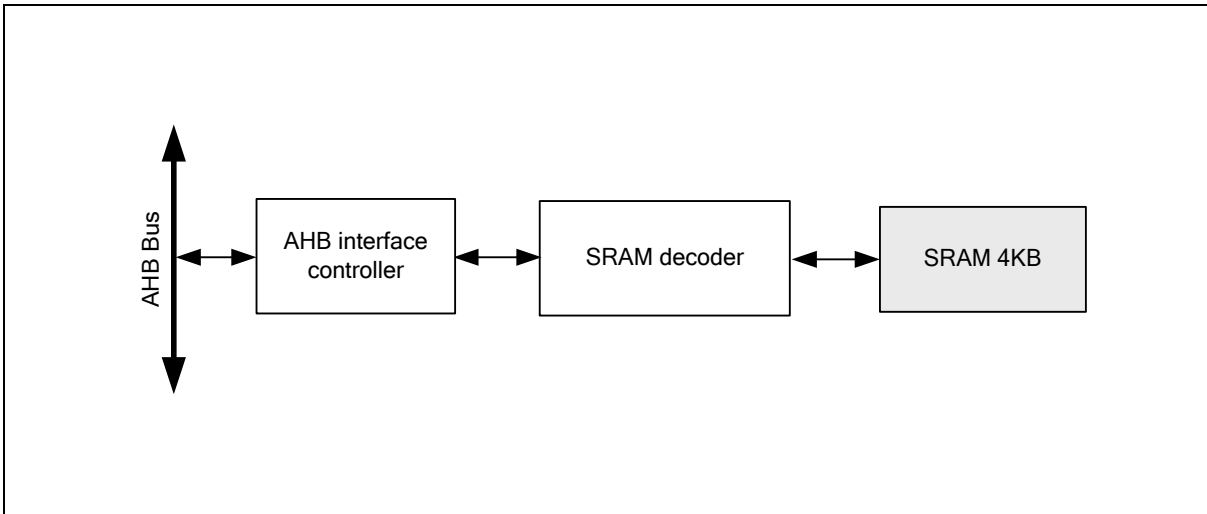 AHB Bus
AHB interface
controller
SRAM decoder
SRAM 4KB